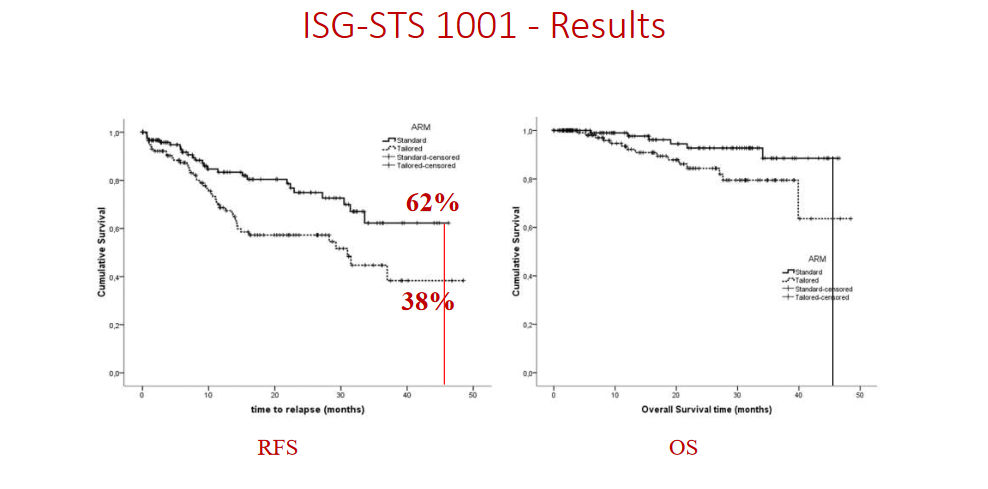 ISG-STS 1001 - Results
ARM
Standard
Tailored
Standard-censored
Tailored-censored
1,0
0,8
0,6
0,4
0,2
0,0
Cumulative Survival
62%
38%
0 10 20 30 40 50
time to relapse (months)
RFS
1,0
0,8
0,6
0,4
0,2
0,0
Cumulative Survival
ARM
Standard
Tailored
Standard-censored
Tailored-censored
0 10 20 30 40 50
Overall Survival time (months)
OS